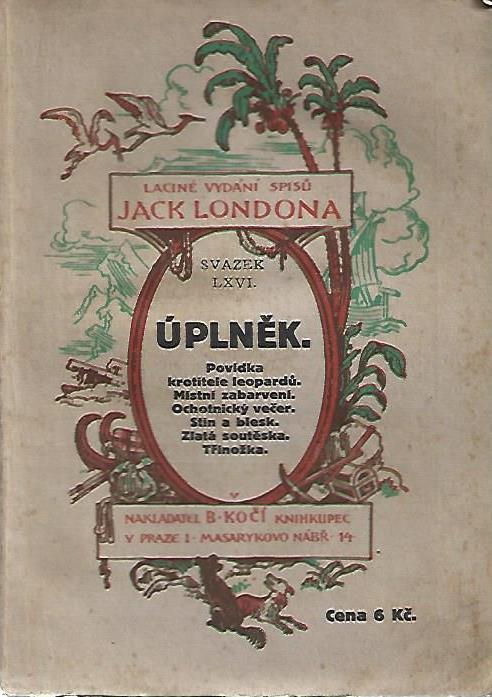 LACINÉ VYDÁNÍ SPISŮ
JACK LONDONA
SVAZEK
LXVI.
ÚPLNĚK.
Povídka
krotitele leopardů.
Místní zabarvení.
Ochotnický večer.
Stín a blesk.
Zlatá soutěska.
Třínožka.
NAKLADATEL B·KOČÍ KNIHKUPEC
V PRAZE I · MASARYKOVO NÁBŘ·14·
Cena 6 Kč.